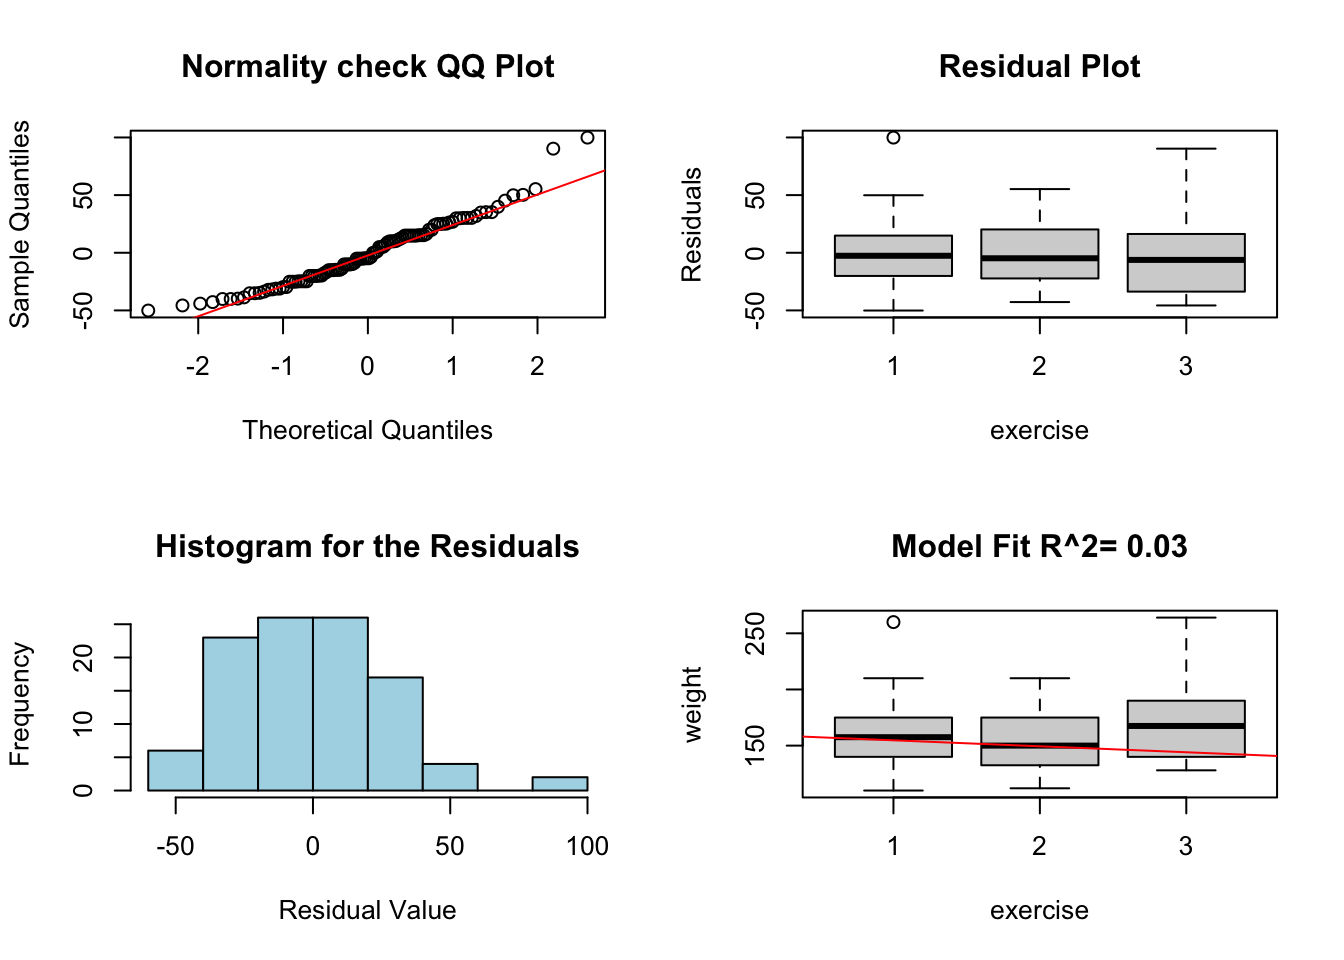 Normality check QQ Plot
Sample Quantiles
50
0
-50
-2 -1 0 1 2
Theoretical Quantiles
Residual Plot
Residuals
50
0
-50
1 2 3
exercise
Histogram for the Residuals
Frequency
20
10
0
-50 0 50 100
Residual Value
Model Fit R^2= 0.03
weight
250
150
1 2 3
exercise